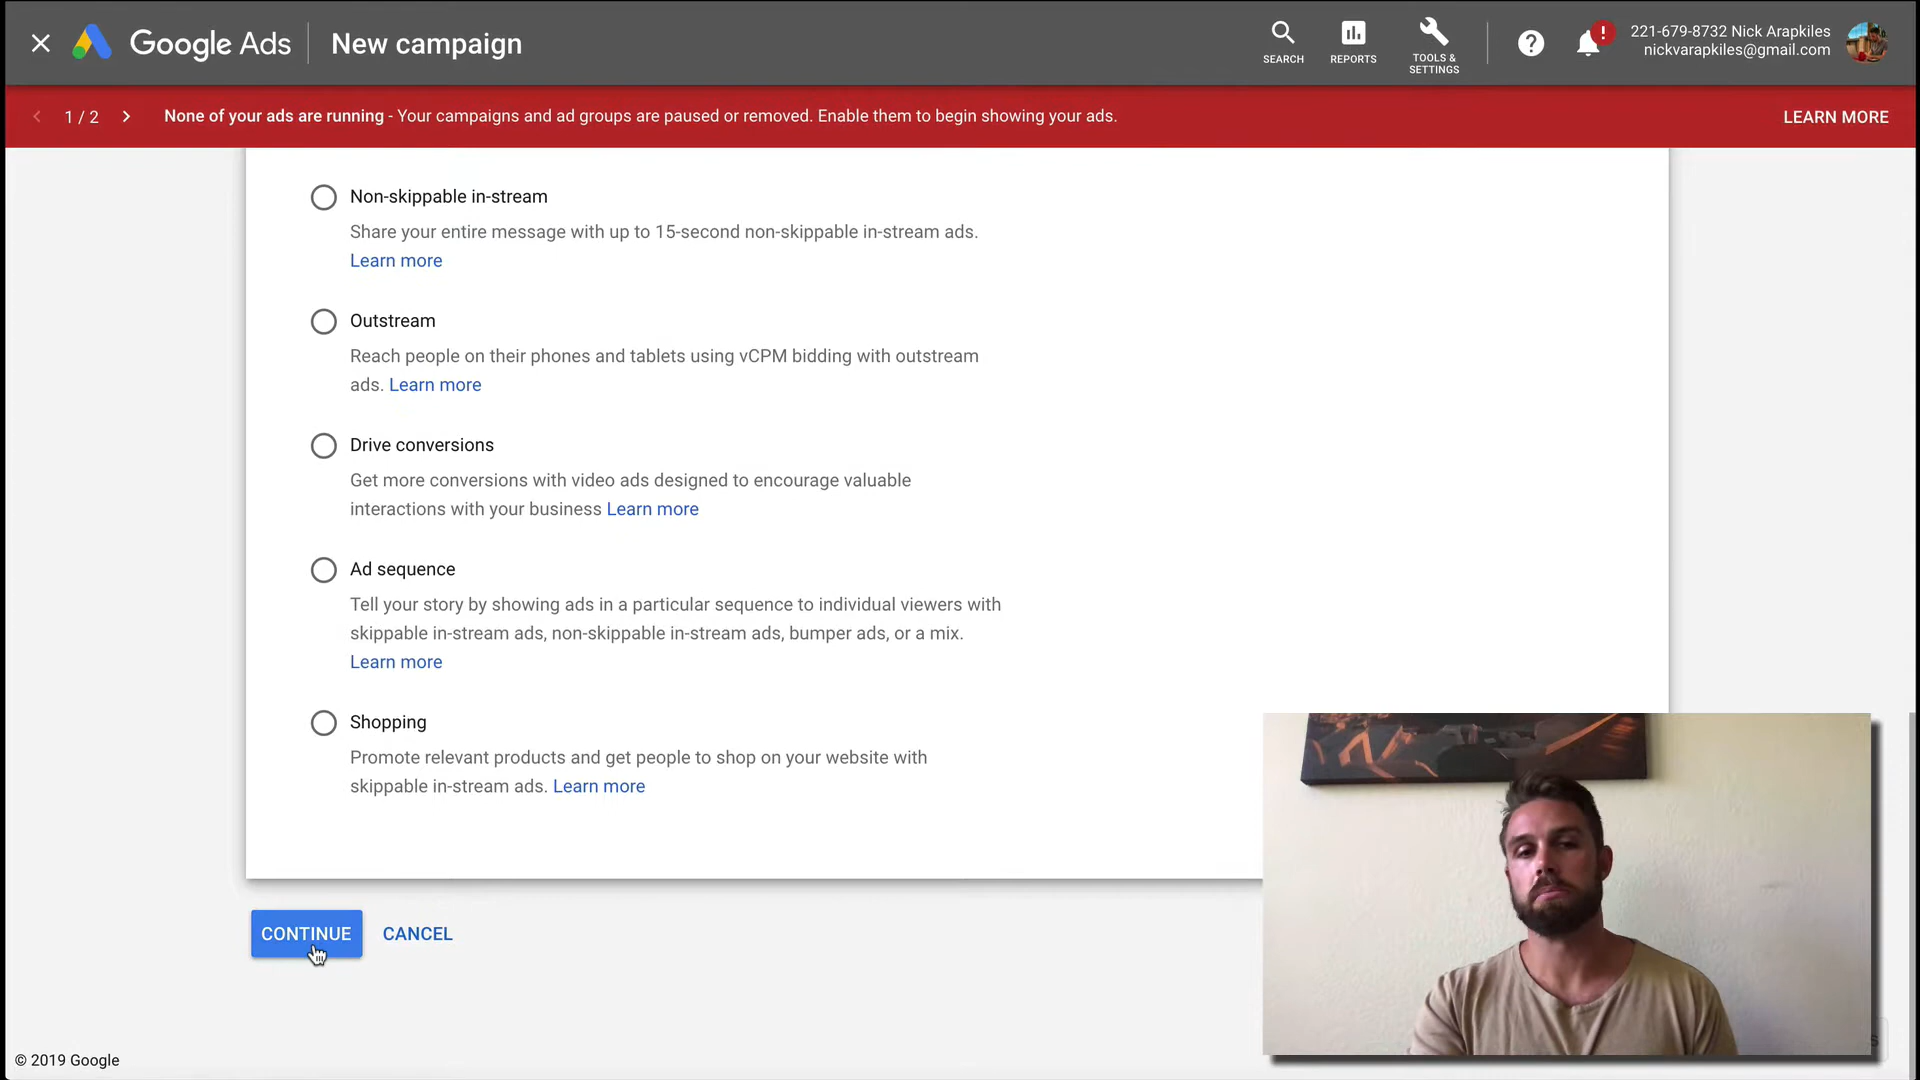 Google Ads
New campaign
SEARCH
REPORTS
TOOLS &
SETTINGS
221-679-8732 Nick Arapkiles
nickvarapkiles@gmail.com
1 / 2
None of your ads are running - Your campaigns and ad groups are paused or removed. Enable them to begin showing your ads.
LEARN MORE
Non-skippable in-stream
Share your entire message with up to 15-second non-skippable in-stream ads.
Learn more
Outstream
Reach people on their phones and tablets using vCPM bidding with outstream
ads. Learn more
Drive conversions
Get more conversions with video ads designed to encourage valuable
interactions with your business Learn more
Ad sequence
Tell your story by showing ads in a particular sequence to individual viewers with
skippable in-stream ads, non-skippable in-stream ads, bumper ads, or a mix.
Learn more
Shopping
Promote relevant products and get people to shop on your website with
skippable in-stream ads. Learn more
CONTINUE
CANCEL
© 2019 Google